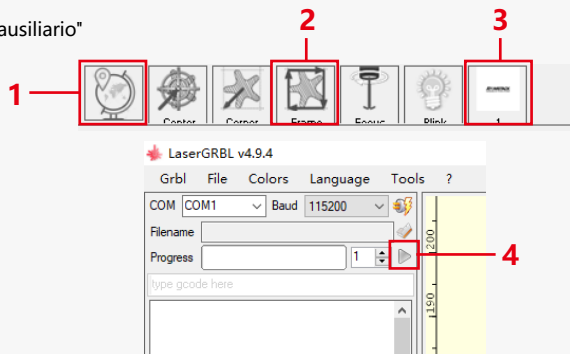 ausiliario"
2
3
1
Center
Corner
Frame
Focus
Blink
1
LaserGRBL v4.9.4
Grbl File Colors Language Tools ?
COM COM1 Baud 115200
Filename
200
Progress 1
4
type gcode here
190